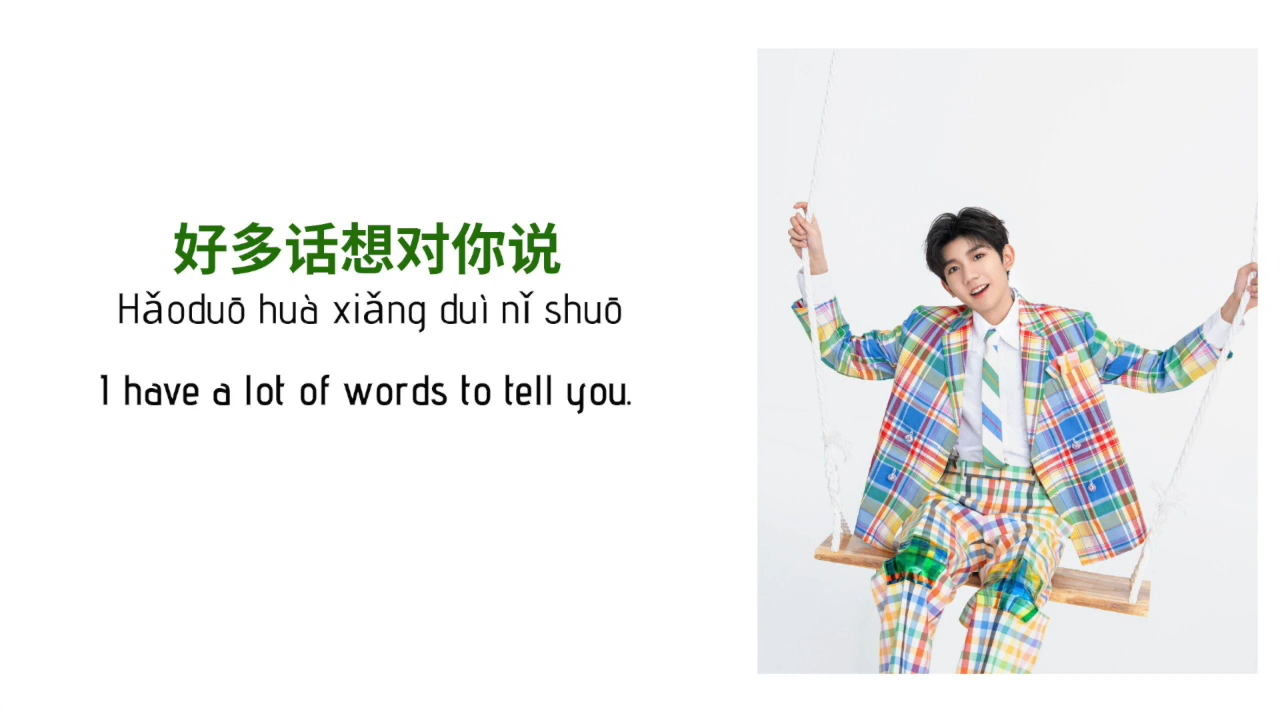 好多话想对你说
Hǎoduō huà xiǎng duì nǐ shuō
I have a lot of words to tell you.